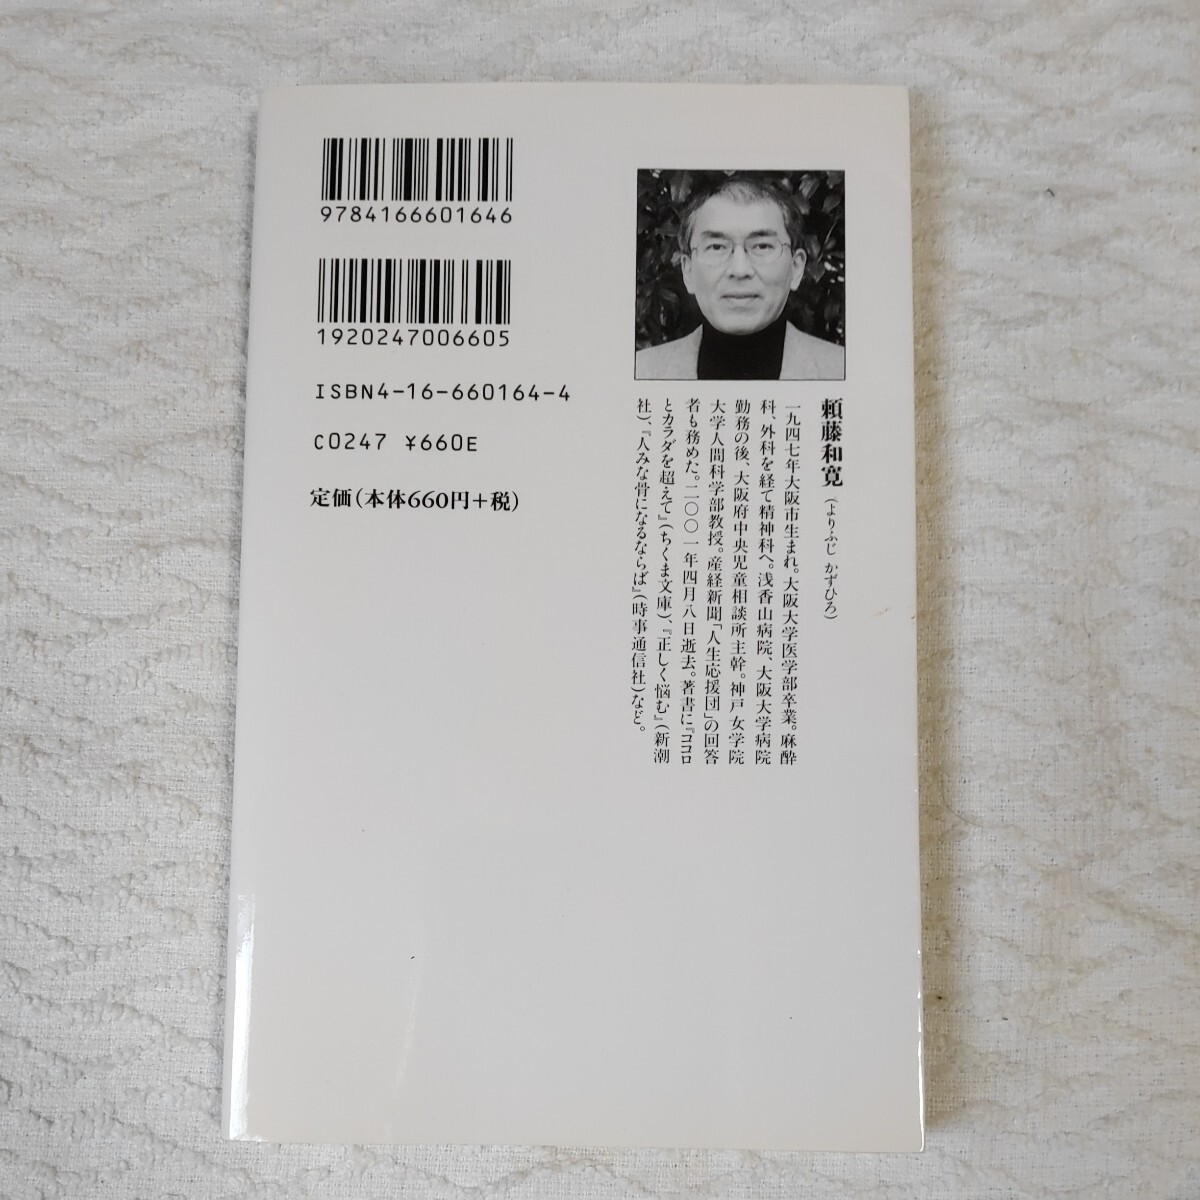 9784166601646
1920247006605
ISBN4-16-660164-4
C0247 ¥660E
定価(本体660円+税)
頼藤和寛(よりふじ かずひろ)
一九四七年大阪市生まれ。大阪大学医学部卒業。麻酔
科、外科を経て精神科へ。浅香山病院、大阪大学病院
勤務の後、大阪府中央児童相談所主幹。神戸女学院
大学人間科学部教授。産経新聞「人生応援団」の回答
者も務めた。二〇〇一年四月八日逝去。著書に『ココロ
とカラダを超えて』(ちくま文庫)、『正しく悩む』(新潮
社)、『人みな骨になるならば』(時事通信社)など。